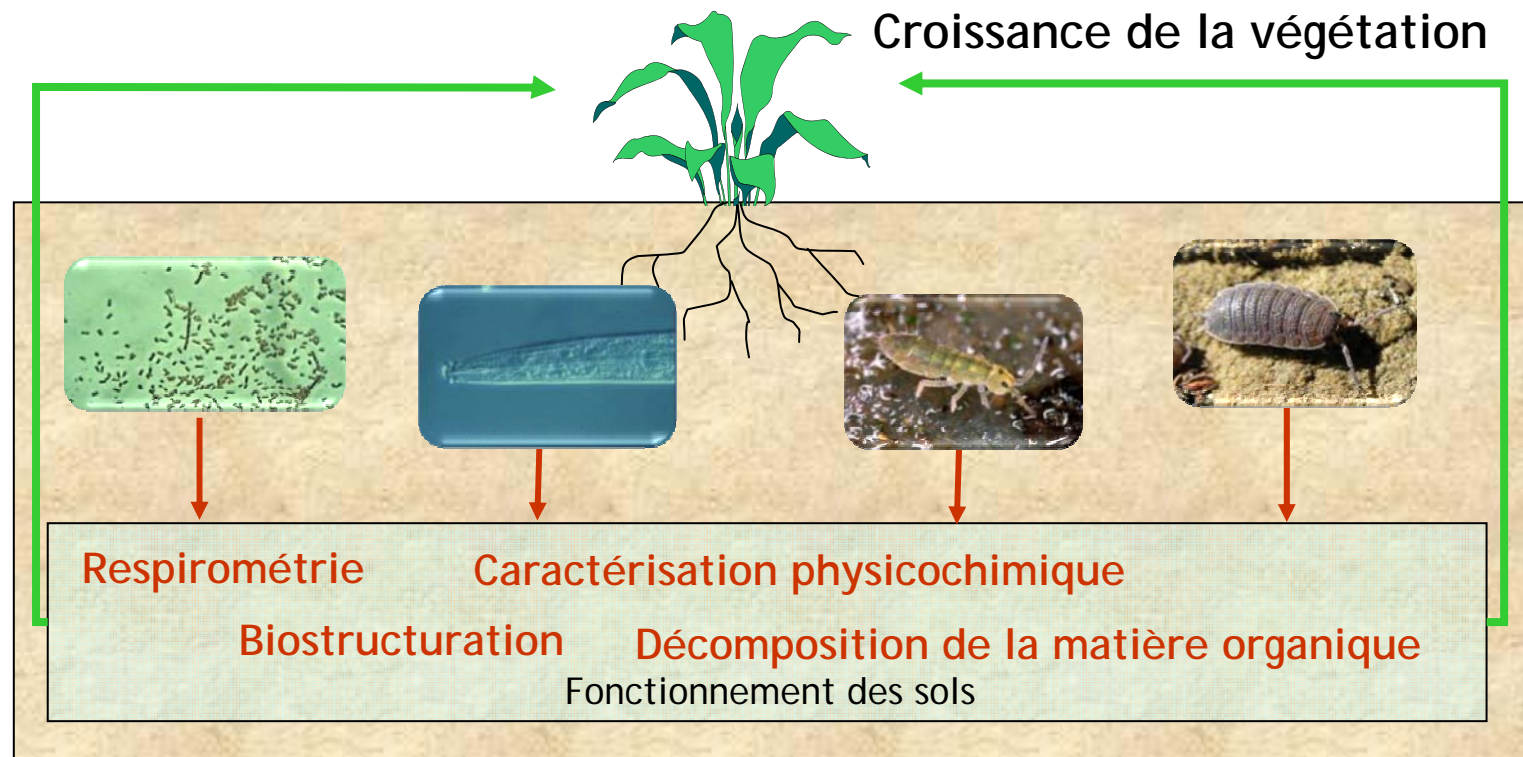 Croissance de la végétation
Respirométrie
Caractérisation physicochimique
Biostructuration
Décomposition de la matière organique
Fonctionnement des sols